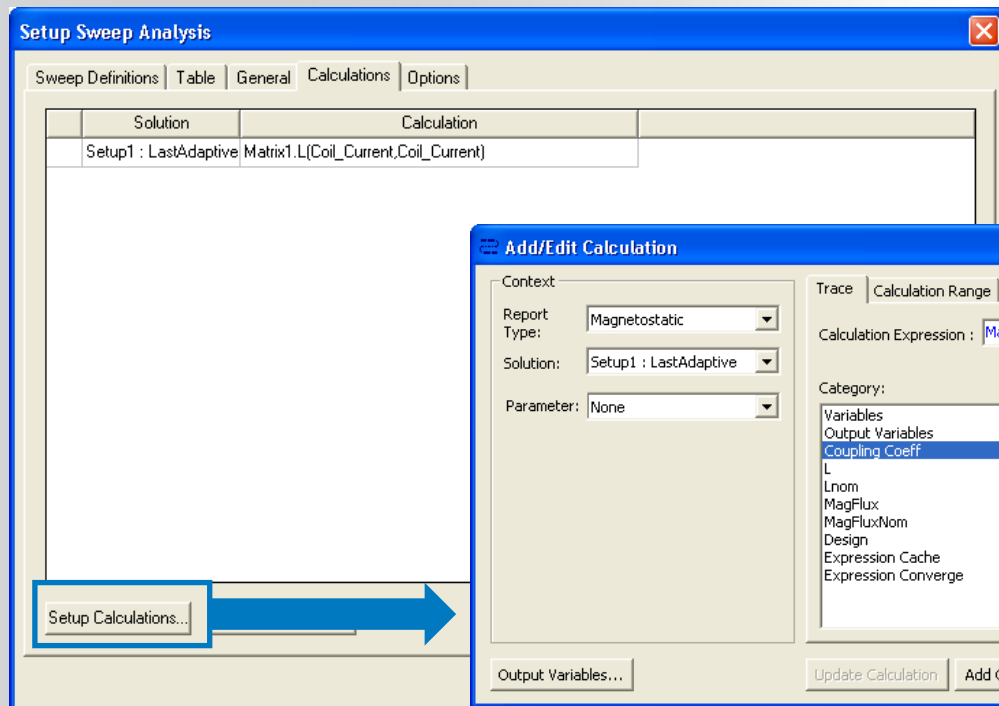 Setup Sweep Analysis
Sweep Definitions Table General Calculations Options
Solution Calculation
Setup1 : LastAdaptive Matrix1.L(Coil_Current,Coil_Current)
Setup Calculations...
Add/Edit Calculation
Context
Report Type: Magnetostatic
Solution: Setup1 : LastAdaptive
Parameter: None
Output Variables...
Trace Calculation Range
Calculation Expression : Ma
Category:
Variables
Output Variables
Coupling Coeff
L
Lnom
MagFlux
MagFluxNom
Design
Expression Cache
Expression Converge
Update Calculation Add